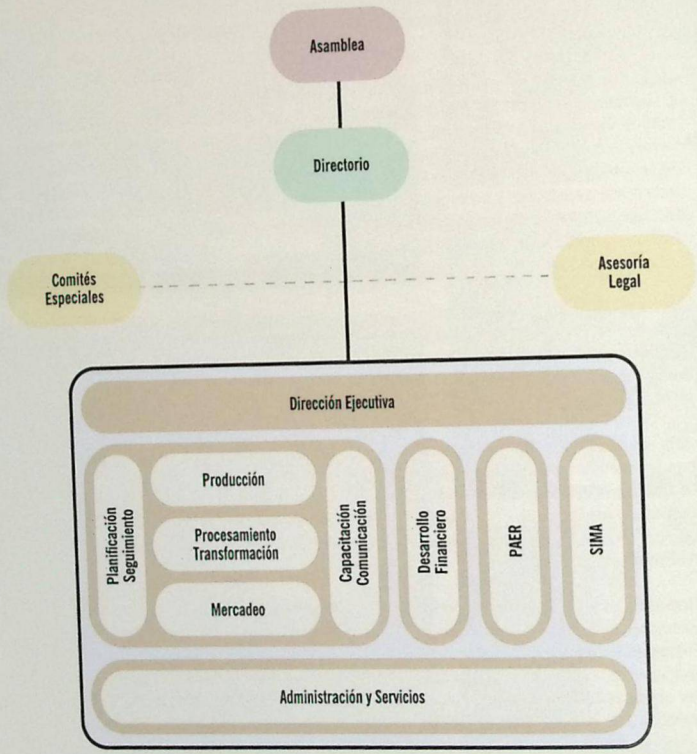 Asamblea
Directorio
Comités
Especiales
Asesoría
Legal
Dirección Ejecutiva
Planificación
Seguimiento
Producción
Procesamiento
Transformación
Mercadeo
Capacitación
Comunicación
Desarrollo
Financiero
PAER
SIMA
Administración y Servicios